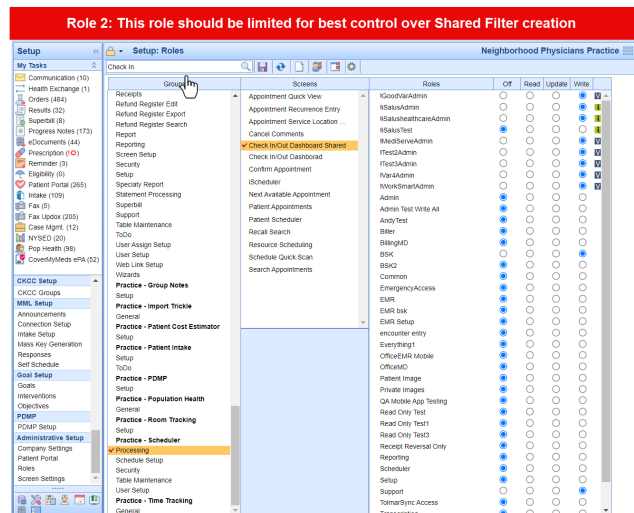 Role 2: This role should be limited for best control over Shared Filter creation
Setup
Setup: Roles
Neighborhood Physicians Practice
My Tasks
Communication (10)
Health Exchange (1)
Orders (484)
Results (32)
Superbill (8)
Progress Notes (173)
eDocuments (44)
Prescription (!)
Reminder (3)
Eligibility (0)
Patient Portal (265)
Intake (109)
Fax (5)
Fax Updox (205)
Case Mgmt. (12)
NYSED (20)
Pop Health (98)
CoverMyMeds ePA (52)
CKCC Setup
CKCC Groups
MML Setup
Announcements
Connection Setup
Intake Setup
Mass Key Generation
Responses
Self Schedule
Goal Setup
Goals
Interventions
Objectives
PDMP
PDMP Setup
Administrative Setup
Company Settings
Patient Portal
Roles
Screen Settings
Check In
Groups
Receipts
Refund Register Edit
Refund Register Export
Refund Register Search
Report
Reporting
Screen Setup
Security
Setup
Specialty Report
Statement Processing
Superbill
Support
Table Maintenance
ToDo
User Assign Setup
User Setup
Web Link Setup
Wizards
Practice - Group Notes
Setup
Practice - Import Trickle
General
Practice - Patient Cost Estimator
Setup
Practice - Patient Intake
Setup
ToDo
Practice - PDMP
Setup
Practice - Population Health
General
Practice - Room Tracking
Setup
Practice - Scheduler
Processing
Schedule Setup
Security
Table Maintenance
User Setup
Practice - Time Tracking
General
Screens
Appointment Quick View
Appointment Recurrence Entry
Appointment Service Location ...
Cancel Comments
Check In/Out Dashboard Shared
Check In/Out Dashborad
Confirm Appointment
iScheduler
Next Available Appointment
Patient Appointments
Patient Scheduler
Recall Search
Resource Scheduling
Schedule Quick Scan
Search Appointments
Roles Off Read Update Write
!GoodVarAdmin
!iSalusAdmin
!iSalushealthcareAdmin
!iSalusTest
!MediServeAdmin
!Test2Admin
!Test3Admin
!Var4Admin
!WorkSmartAdmin
Admin
Admin Test Write All
AndyTest
Biller
BillingMD
BSK
BSK2
Common
EmergencyAccess
EMR
EMR bsk
EMR Setup
encounter entry
Everything1
OfficeEMR Mobile
OfficeMD
Patient Image
Private Images
QA Mobile App Testing
Read Only Test
Read Only Test1
Read Only Test3
Receipt Reversal Only
Reporting
Scheduler
Setup
Support
TolmarSync Access
Transcription